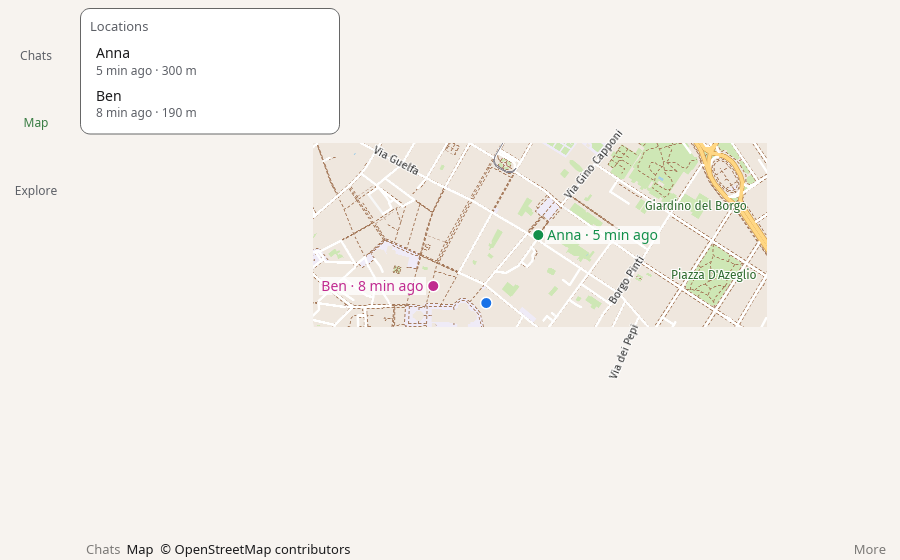 Chats
Map
Explore
Locations
Anna
5 min ago · 300 m
Ben
8 min ago · 190 m
Via Guelfa
Via Gino Capponi
Giardino del Borgo
Anna · 5 min ago
Piazza D'Azeglio
Borgo Pinti
Ben · 8 min ago
Via dei Pepi
Chats Map © OpenStreetMap contributors
More